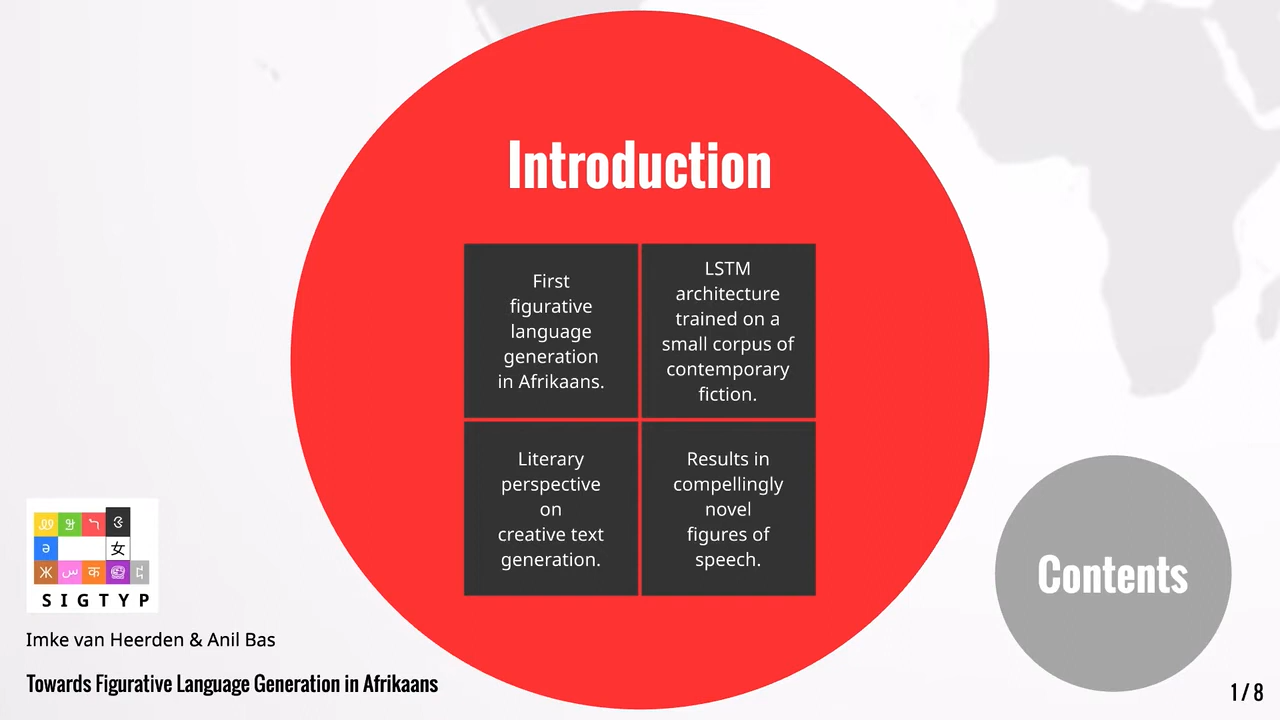 Introduction
First
figurative
language
generation
in Afrikaans.
LSTM
architecture
trained on a
small corpus of
contemporary
fiction.
Literary
perspective
on
creative text
generation.
Results in
compellingly
novel
figures of
speech.
Contents
ə
女
Ж س क
SIGTYP
Imke van Heerden & Anil Bas
Towards Figurative Language Generation in Afrikaans
1 / 8